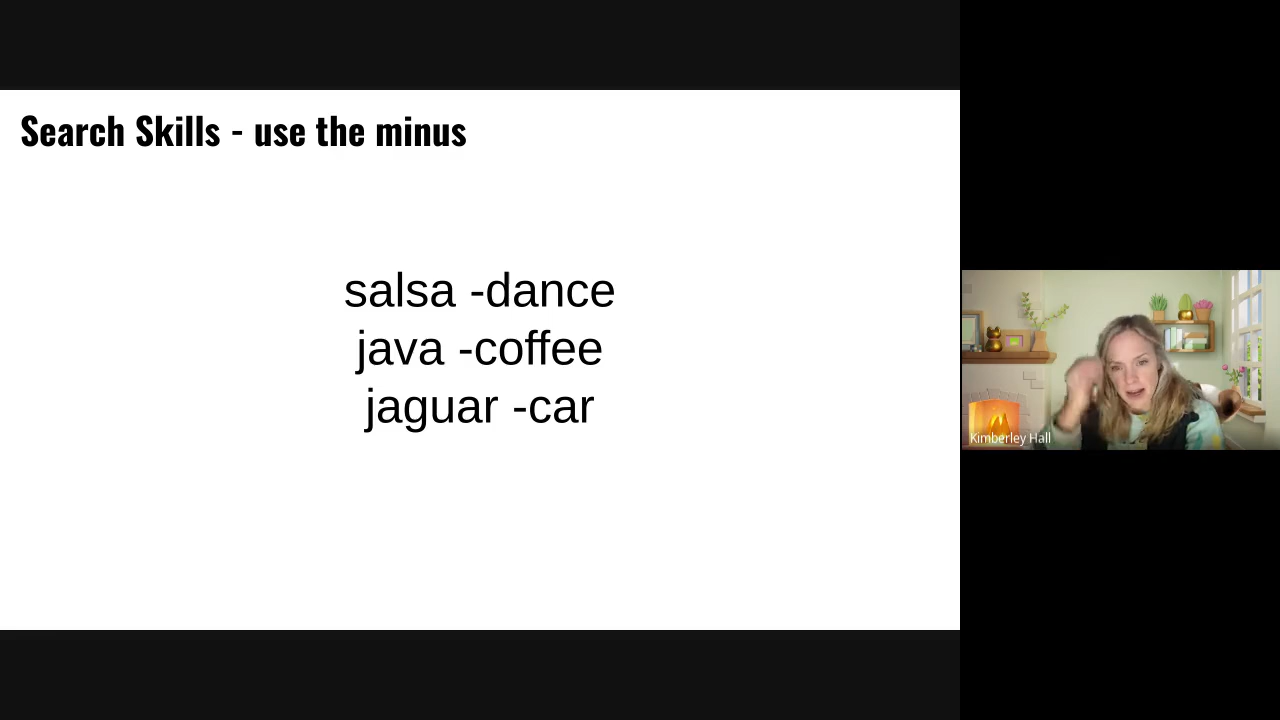 Search Skills - use the minus
salsa -dance
java -coffee
jaguar -car
Kimberley Hall